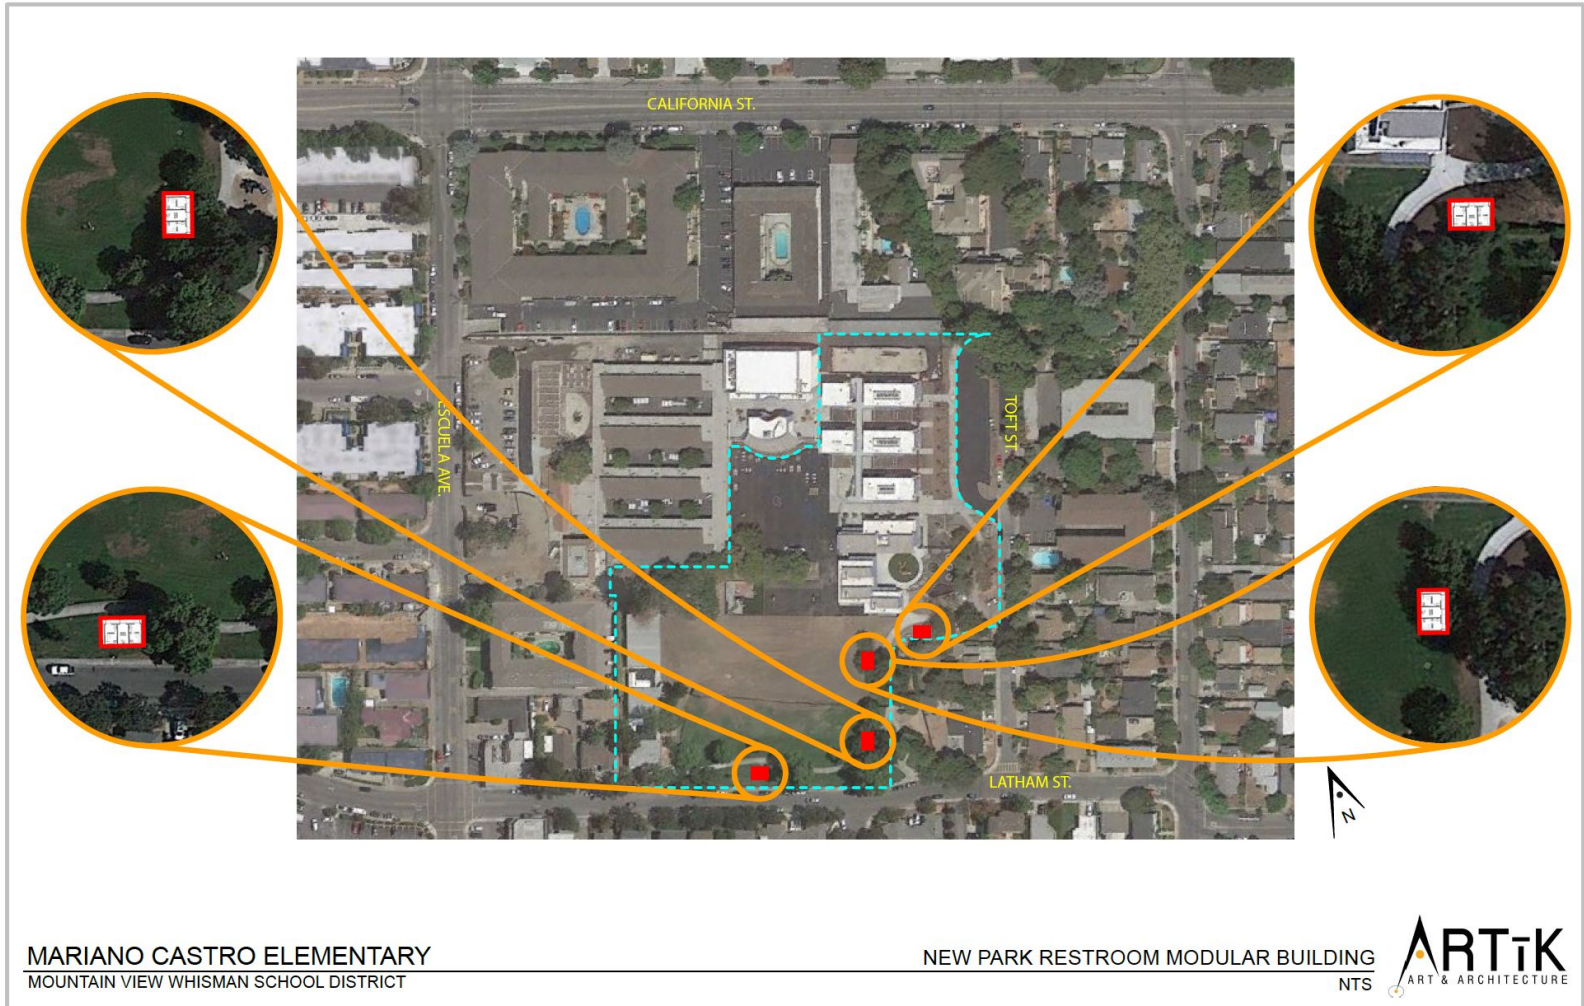 CALIFORNIA ST.
ESCUELA AVE.
TOFT ST
LATHAM ST.
N
MARIANO CASTRO ELEMENTARY
MOUNTAIN VIEW WHISMAN SCHOOL DISTRICT
NEW PARK RESTROOM MODULAR BUILDING
NTS
ARTīK
ART & ARCHITECTURE